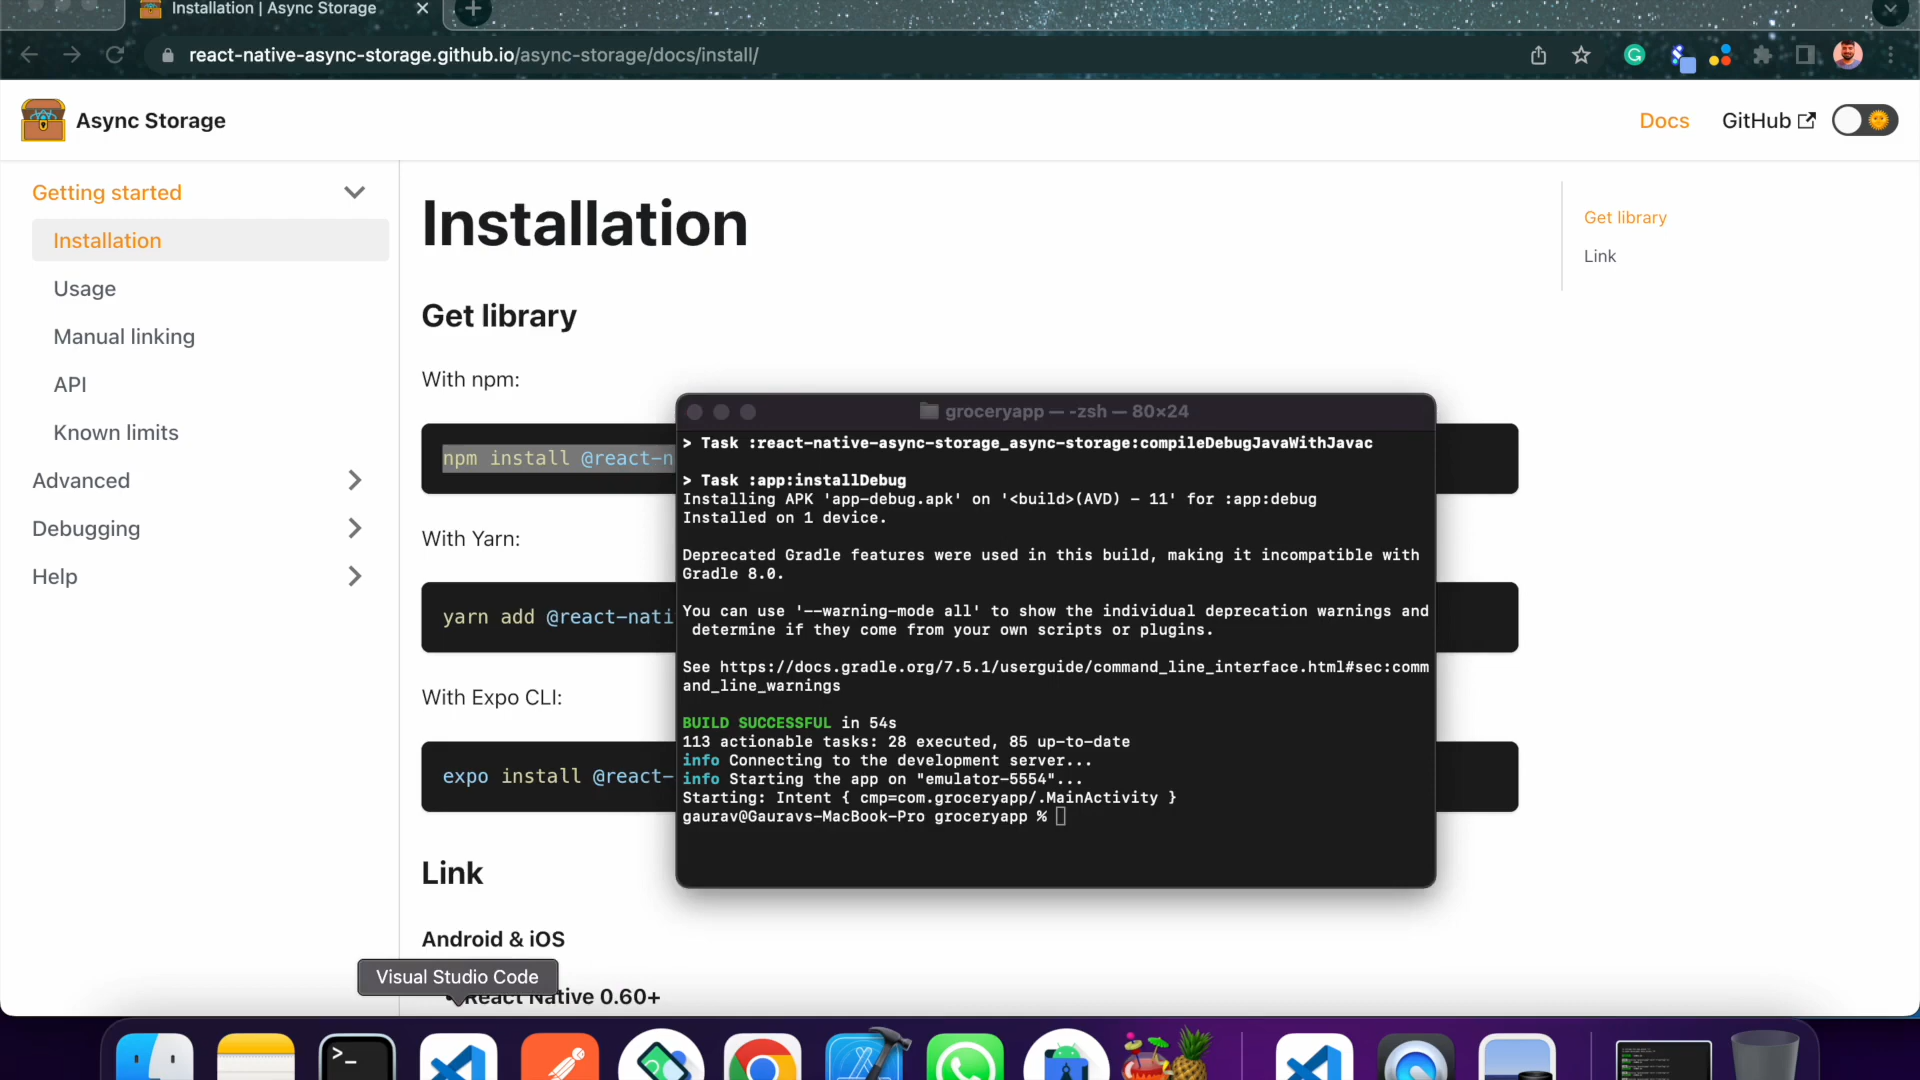 Installation | Async Storage
react-native-async-storage.github.io/async-storage/docs/install/
Async Storage
Docs
GitHub
Getting started
Installation
Usage
Manual linking
API
Known limits
Advanced
Debugging
Help
Installation
Get library
With npm:
npm install @react-n
With Yarn:
yarn add @react-nati
With Expo CLI:
expo install @react-
Link
Android & iOS
React Native 0.60+
Get library
Link
groceryapp — -zsh — 80×24
> Task :react-native-async-storage_async-storage:compileDebugJavaWithJavac
> Task :app:installDebug
Installing APK 'app-debug.apk' on '<build>(AVD) - 11' for :app:debug
Installed on 1 device.
Deprecated Gradle features were used in this build, making it incompatible with
Gradle 8.0.
You can use '--warning-mode all' to show the individual deprecation warnings and
determine if they come from your own scripts or plugins.
See https://docs.gradle.org/7.5.1/userguide/command_line_interface.html#sec:comm
and_line_warnings
BUILD SUCCESSFUL in 54s
113 actionable tasks: 28 executed, 85 up-to-date
info Connecting to the development server...
info Starting the app on "emulator-5554"...
Starting: Intent { cmp=com.groceryapp/.MainActivity }
gaurav@Gauravs-MacBook-Pro groceryapp %
Visual Studio Code